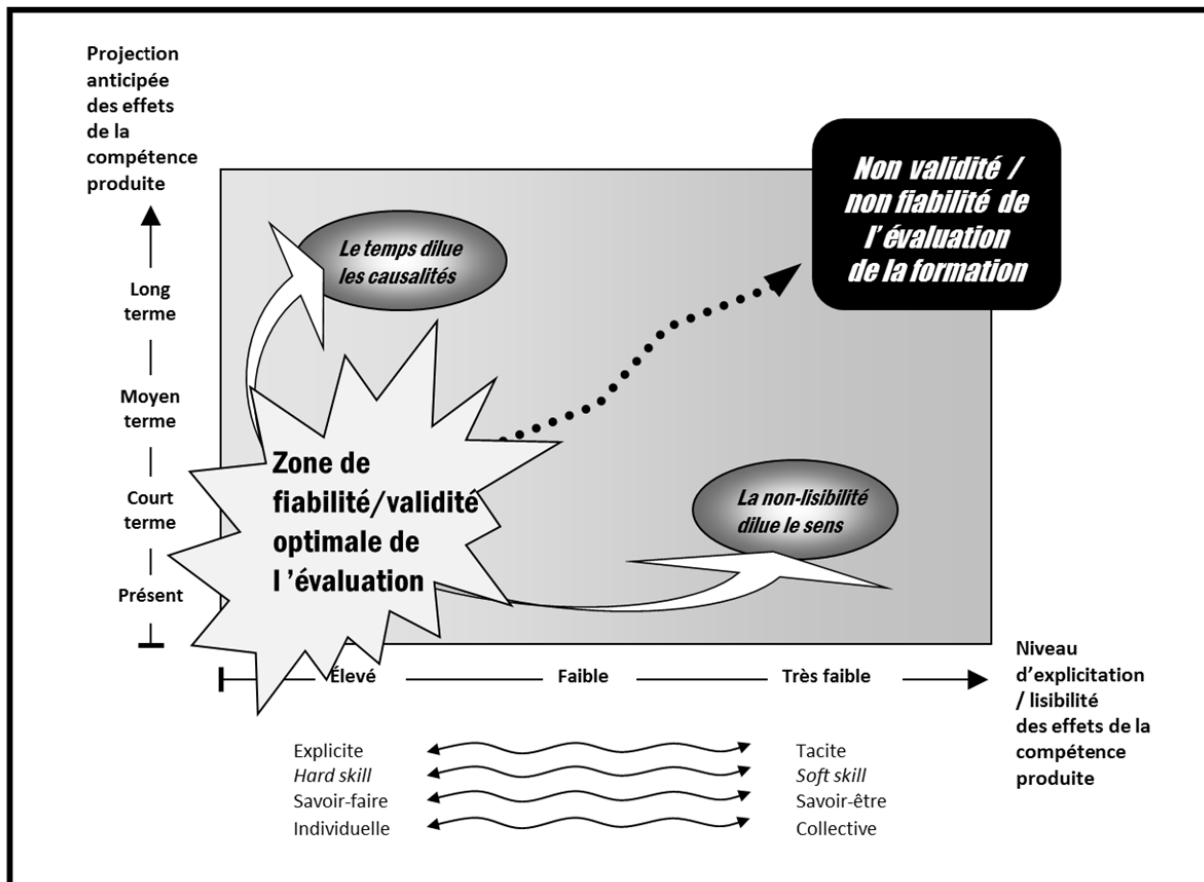 Projection
anticipée
des effets
de la
compétence
produite
Non validité /
non fiabilité de
l' évaluation
de la formation
Le temps dilue
les causalités
Long
terme
Moyen
terme
Zone de
fiabilité/validité
optimale de
l 'évaluation
La non-lisibilité
dilue le sens
Court
terme
Présent
Élevé
Faible
Très faible
Niveau
d'explicitation
/ lisibilité
des effets de la
compétence
produite
Explicite
Tacite
Hard skill
Soft skill
Savoir-faire
Savoir-être
Individuelle
Collective